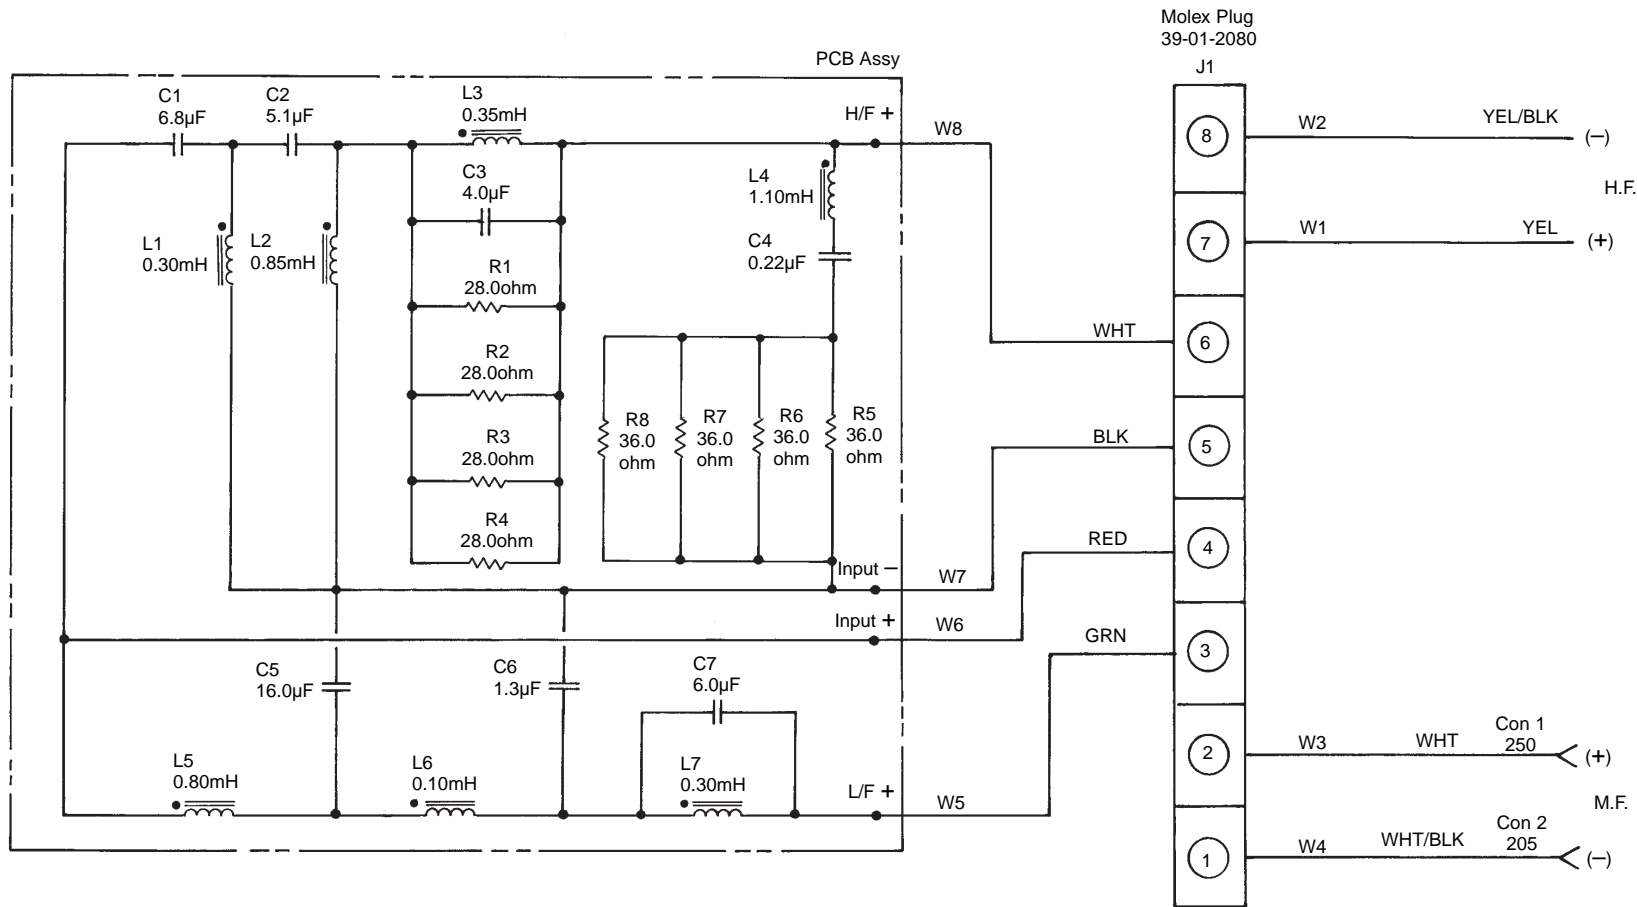 Molex Plug
39-01-2080
J1
PCB Assy
C1
6.8µF
C2
5.1µF
L3
0.35mH
H/F +
W8
C3
4.0µF
L4
1.10mH
L1
0.30mH
L2
0.85mH
C4
0.22µF
R1
28.0ohm
R2
28.0ohm
R3
28.0ohm
R4
28.0ohm
R8
36.0
ohm
R7
36.0
ohm
R6
36.0
ohm
R5
36.0
ohm
Input −
W7
Input +
W6
C5
16.0µF
C6
1.3µF
C7
6.0µF
L5
0.80mH
L6
0.10mH
L7
0.30mH
L/F +
W5
WHT
BLK
RED
GRN
8
7
6
5
4
3
2
1
W2
YEL/BLK
(−)
H.F.
W1
YEL
(+)
W3
WHT
Con 1
250
(+)
M.F.
W4
WHT/BLK
Con 2
205
(−)